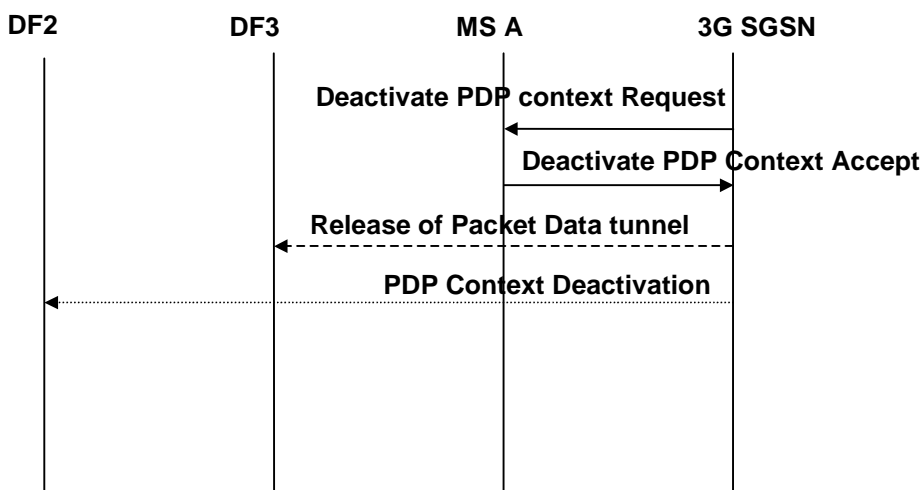 DF2 DF3 MS A 3G SGSN
Deactivate PDP context Request
Deactivate PDP Context Accept
Release of Packet Data tunnel
PDP Context Deactivation